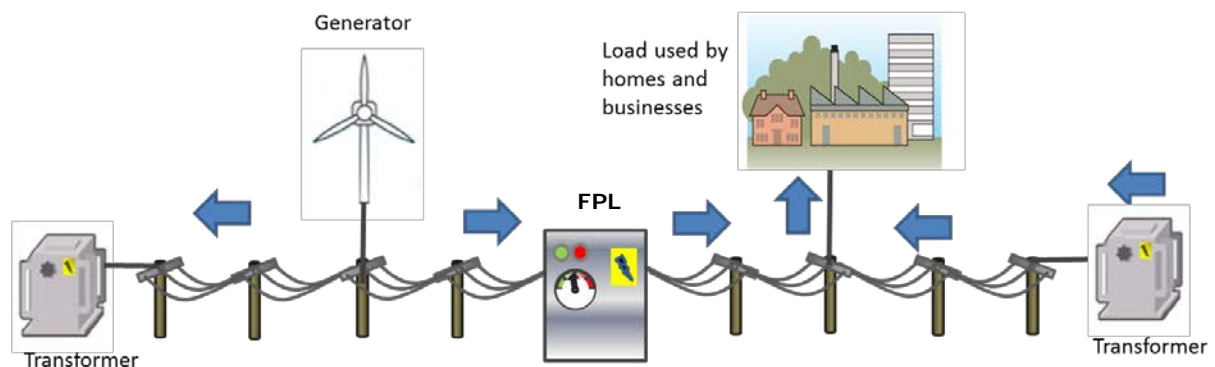 Generator
Load used by
homes and
businesses
FPL
Transformer
Transformer